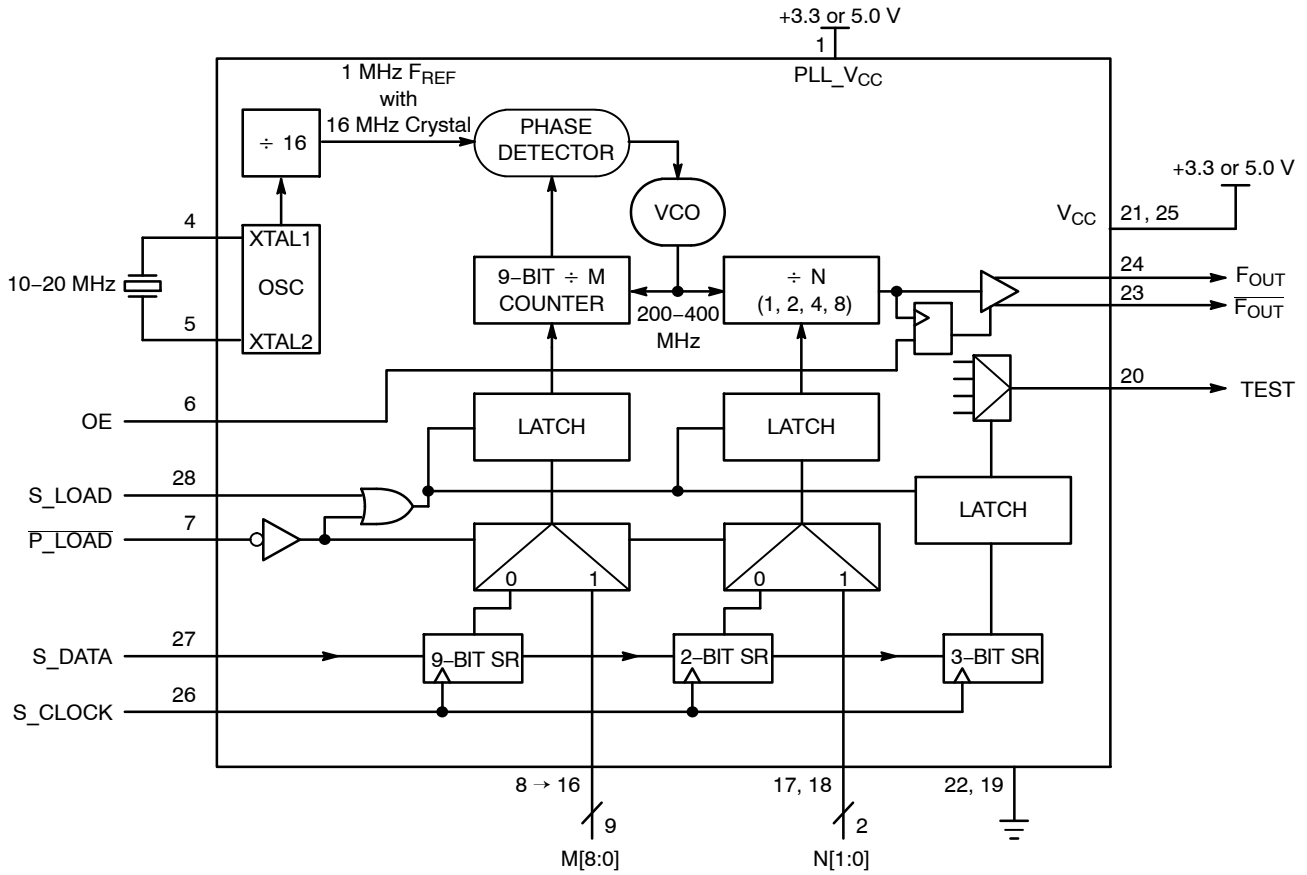 +3.3 or 5.0 V
1
PLL_VCC
1 MHz FREF
with
16 MHz Crystal
÷ 16
PHASE
DETECTOR
VCO
+3.3 or 5.0 V
VCC
21, 25
4
XTAL1
10–20 MHz
OSC
5
XTAL2
9–BIT ÷ M
COUNTER
200–400
MHz
÷ N
(1, 2, 4, 8)
24
FOUT
23
FOUT
20
TEST
6
OE
LATCH
LATCH
28
S_LOAD
7
P_LOAD
LATCH
0
1
0
1
27
S_DATA
9–BIT SR
2–BIT SR
3–BIT SR
26
S_CLOCK
8 → 16
17, 18
22, 19
9
2
M[8:0]
N[1:0]